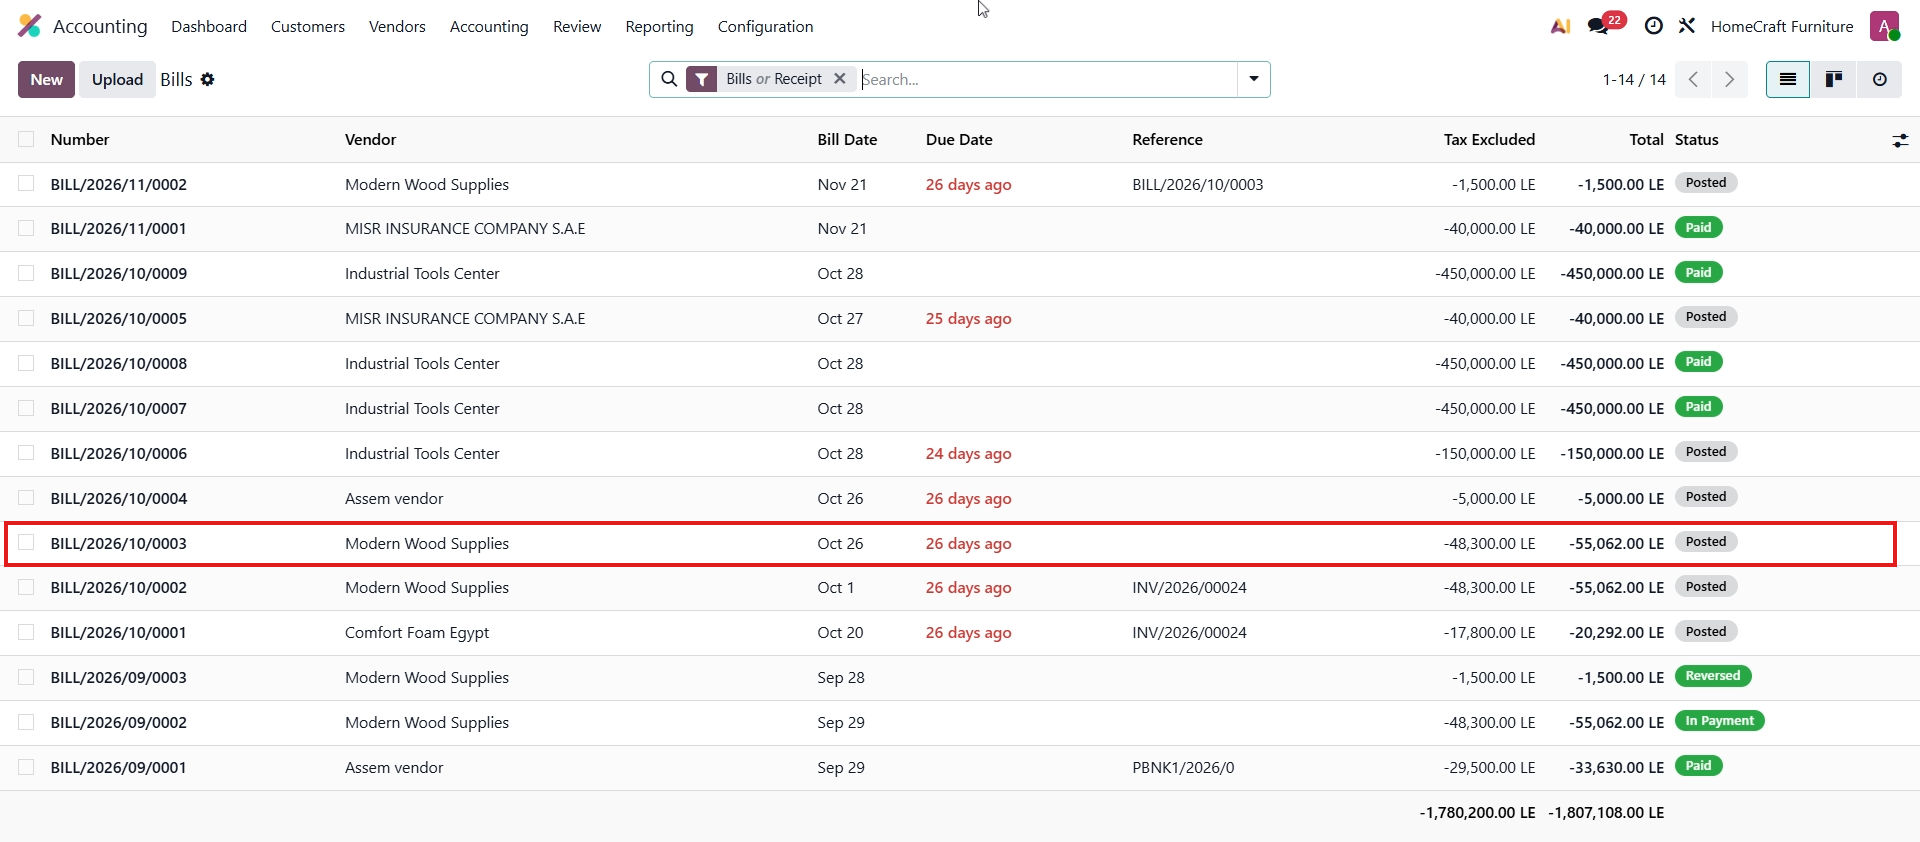 Accounting Dashboard Customers Vendors Accounting Review Reporting Configuration AI 22 HomeCraft Furniture A
New Upload Bills Bills or Receipt Search... 1-14 / 14
Number Vendor Bill Date Due Date Reference Tax Excluded Total Status
BILL/2026/11/0002 Modern Wood Supplies Nov 21 26 days ago BILL/2026/10/0003 -1,500.00 LE -1,500.00 LE Posted
BILL/2026/11/0001 MISR INSURANCE COMPANY S.A.E Nov 21 -40,000.00 LE -40,000.00 LE Paid
BILL/2026/10/0009 Industrial Tools Center Oct 28 -450,000.00 LE -450,000.00 LE Paid
BILL/2026/10/0005 MISR INSURANCE COMPANY S.A.E Oct 27 25 days ago -40,000.00 LE -40,000.00 LE Posted
BILL/2026/10/0008 Industrial Tools Center Oct 28 -450,000.00 LE -450,000.00 LE Paid
BILL/2026/10/0007 Industrial Tools Center Oct 28 -450,000.00 LE -450,000.00 LE Paid
BILL/2026/10/0006 Industrial Tools Center Oct 28 24 days ago -150,000.00 LE -150,000.00 LE Posted
BILL/2026/10/0004 Assem vendor Oct 26 26 days ago -5,000.00 LE -5,000.00 LE Posted
BILL/2026/10/0003 Modern Wood Supplies Oct 26 26 days ago -48,300.00 LE -55,062.00 LE Posted
BILL/2026/10/0002 Modern Wood Supplies Oct 1 26 days ago INV/2026/00024 -48,300.00 LE -55,062.00 LE Posted
BILL/2026/10/0001 Comfort Foam Egypt Oct 20 26 days ago INV/2026/00024 -17,800.00 LE -20,292.00 LE Posted
BILL/2026/09/0003 Modern Wood Supplies Sep 28 -1,500.00 LE -1,500.00 LE Reversed
BILL/2026/09/0002 Modern Wood Supplies Sep 29 -48,300.00 LE -55,062.00 LE In Payment
BILL/2026/09/0001 Assem vendor Sep 29 PBNK1/2026/0 -29,500.00 LE -33,630.00 LE Paid
-1,780,200.00 LE -1,807,108.00 LE